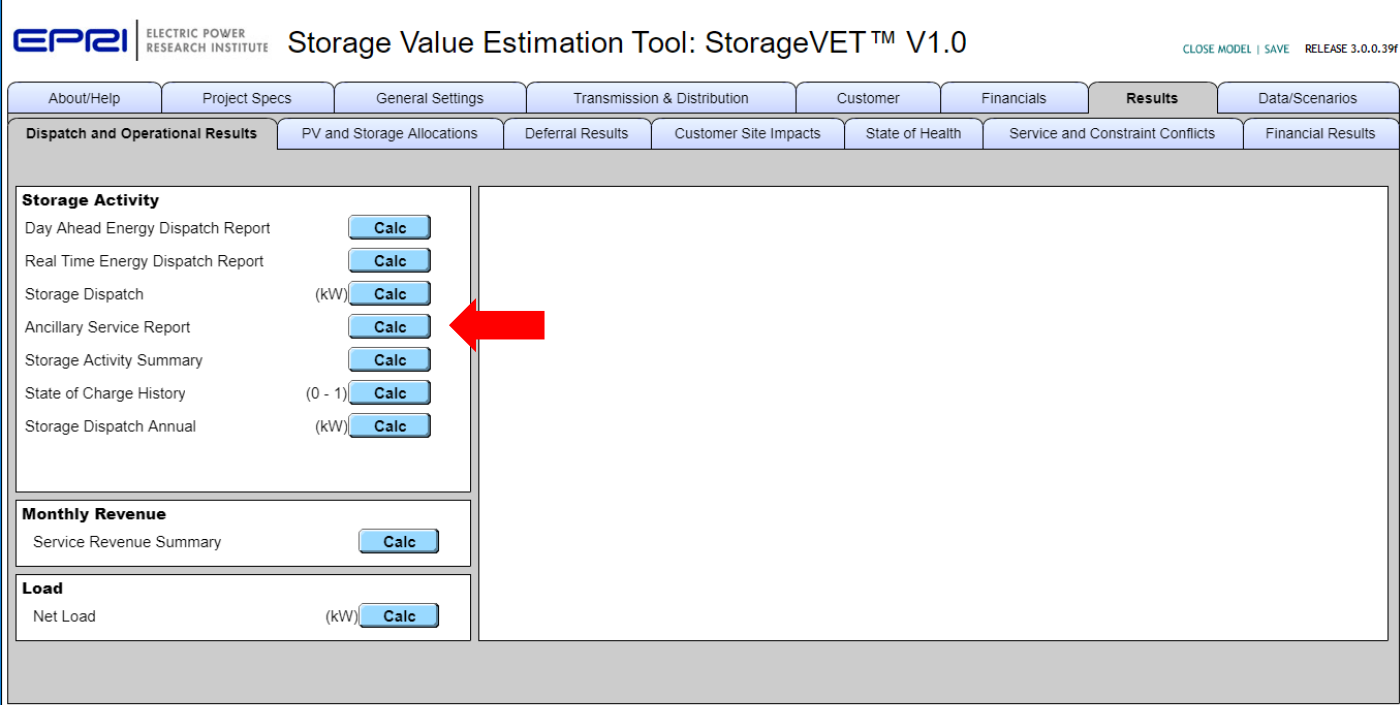 EPRI ELECTRIC POWER
RESEARCH INSTITUTE
Storage Value Estimation Tool: StorageVET™ V1.0
CLOSE MODEL | SAVE RELEASE 3.0.0.39f
About/Help Project Specs General Settings Transmission & Distribution Customer Financials Results Data/Scenarios
Dispatch and Operational Results PV and Storage Allocations Deferral Results Customer Site Impacts State of Health Service and Constraint Conflicts Financial Results
Storage Activity
Day Ahead Energy Dispatch Report Calc
Real Time Energy Dispatch Report Calc
Storage Dispatch (kW) Calc
Ancillary Service Report Calc
Storage Activity Summary Calc
State of Charge History (0 - 1) Calc
Storage Dispatch Annual (kW) Calc
Monthly Revenue
Service Revenue Summary Calc
Load
Net Load (kW) Calc